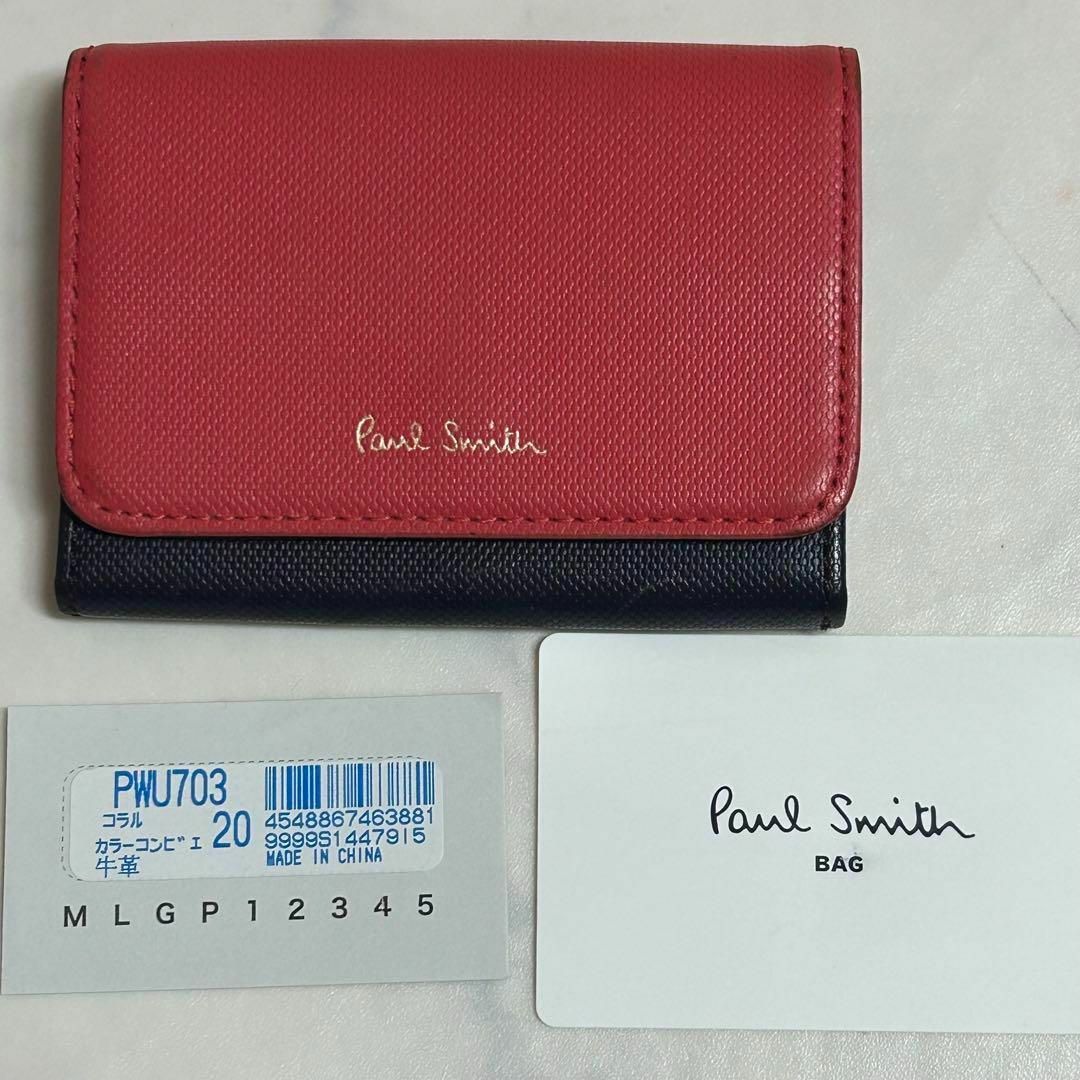 Paul Smith
PWU703
コラル
カラーコンビエ 20
牛革
4548867463881
9999S1447915
MADE IN CHINA
M L G P 1 2 3 4 5
Paul Smith
BAG